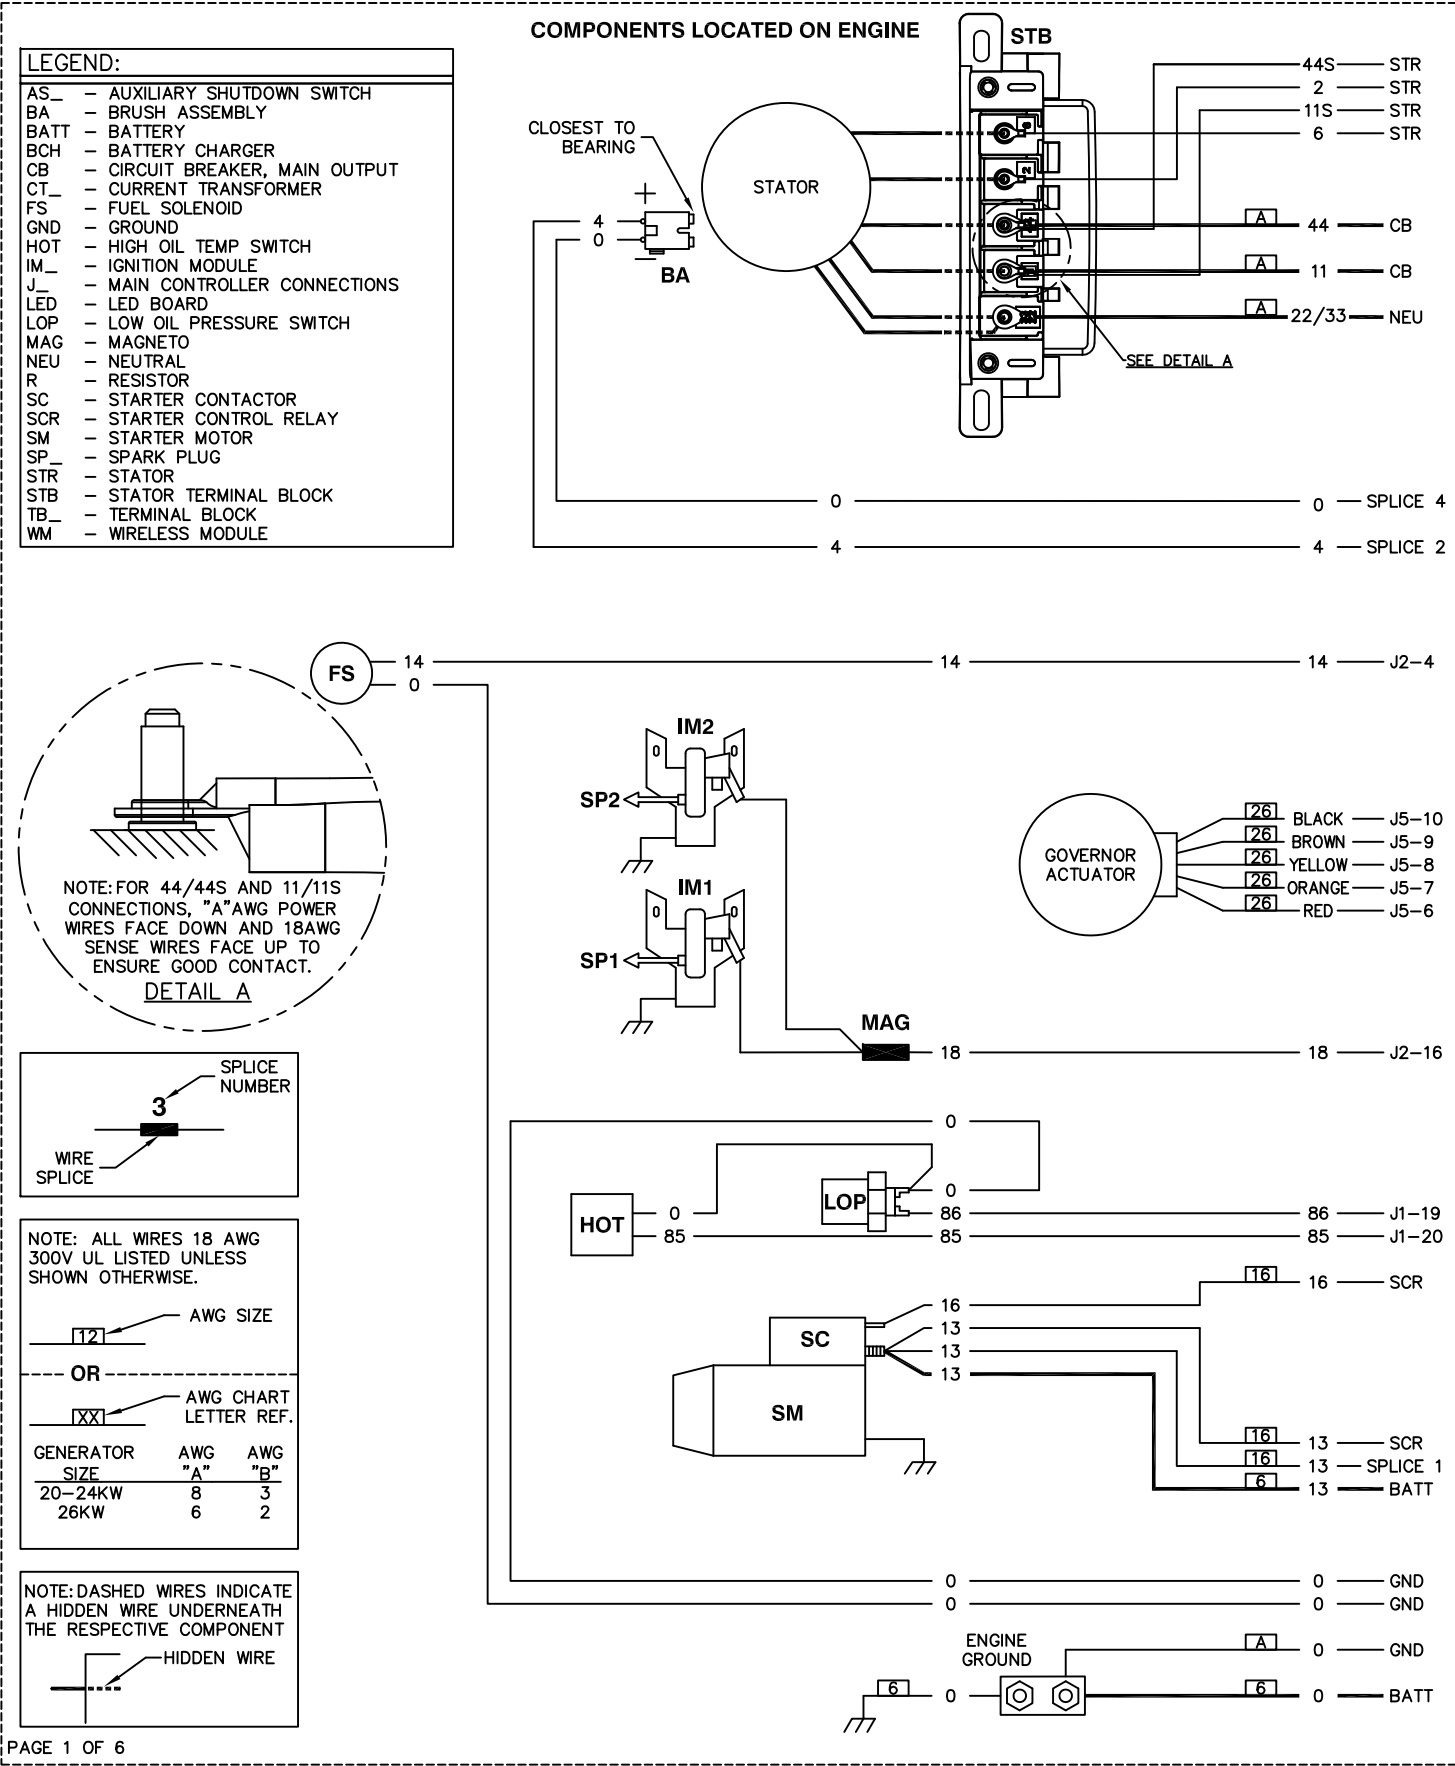 COMPONENTS LOCATED ON ENGINE
LEGEND:
AS_ – AUXILIARY SHUTDOWN SWITCH
BA – BRUSH ASSEMBLY
BATT – BATTERY
BCH – BATTERY CHARGER
CB – CIRCUIT BREAKER, MAIN OUTPUT
CT_ – CURRENT TRANSFORMER
FS – FUEL SOLENOID
GND – GROUND
HOT – HIGH OIL TEMP SWITCH
IM_ – IGNITION MODULE
J_ – MAIN CONTROLLER CONNECTIONS
LED – LED BOARD
LOP – LOW OIL PRESSURE SWITCH
MAG – MAGNETO
NEU – NEUTRAL
R – RESISTOR
SC – STARTER CONTACTOR
SCR – STARTER CONTROL RELAY
SM – STARTER MOTOR
SP_ – SPARK PLUG
STR – STATOR
STB – STATOR TERMINAL BLOCK
TB_ – TERMINAL BLOCK
WM – WIRELESS MODULE
CLOSEST TO
BEARING
+
4
0
–
BA
STATOR
STB
6
2
44S STR
2 STR
11S STR
6 STR
A 44 CB
A 11 CB
A 22/33 NEU
SEE DETAIL A
0 0 SPLICE 4
4 4 SPLICE 2
FS
14 14 14 J2-4
0
IM2
SP2
IM1
SP1
MAG
18 18 J2-16
GOVERNOR
ACTUATOR
26 BLACK J5-10
26 BROWN J5-9
26 YELLOW J5-8
26 ORANGE J5-7
26 RED J5-6
NOTE: FOR 44/44S AND 11/11S
CONNECTIONS, "A"AWG POWER
WIRES FACE DOWN AND 18AWG
SENSE WIRES FACE UP TO
ENSURE GOOD CONTACT.
DETAIL A
SPLICE
NUMBER
3
WIRE
SPLICE
0
HOT
0
85
LOP
0
86 86 J1-19
85 85 J1-20
NOTE: ALL WIRES 18 AWG
300V UL LISTED UNLESS
SHOWN OTHERWISE.
AWG SIZE
12
OR
AWG CHART
LETTER REF.
XX
GENERATOR AWG AWG
SIZE "A" "B"
20-24KW 8 3
26KW 6 2
SC
SM
16 16 16 SCR
13
13
13
16 13 SCR
16 13 SPLICE 1
6 13 BATT
NOTE: DASHED WIRES INDICATE
A HIDDEN WIRE UNDERNEATH
THE RESPECTIVE COMPONENT
HIDDEN WIRE
0 0 GND
0 0 GND
ENGINE
GROUND
A 0 GND
6 0 6 0 BATT
PAGE 1 OF 6